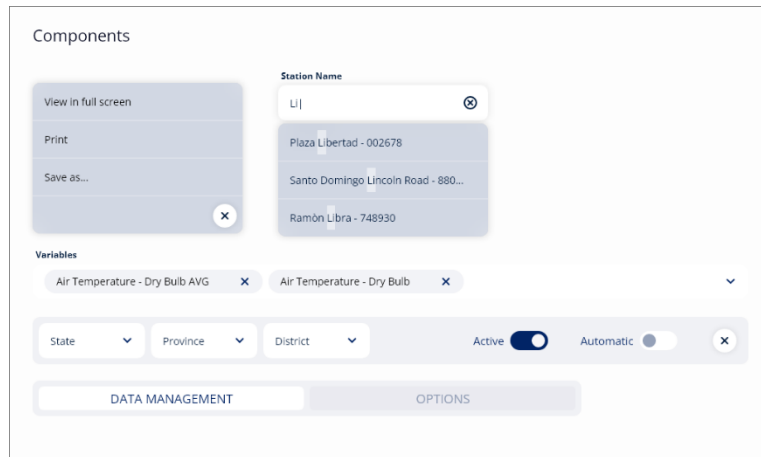 Components
View in full screen
Print
Save as...
Station Name
Li
Plaza Libertad - 002678
Santo Domingo Lincoln Road - 880...
Ramòn Libra - 748930
Variables
Air Temperature - Dry Bulb AVG
Air Temperature - Dry Bulb
State
Province
District
Active
Automatic
DATA MANAGEMENT
OPTIONS